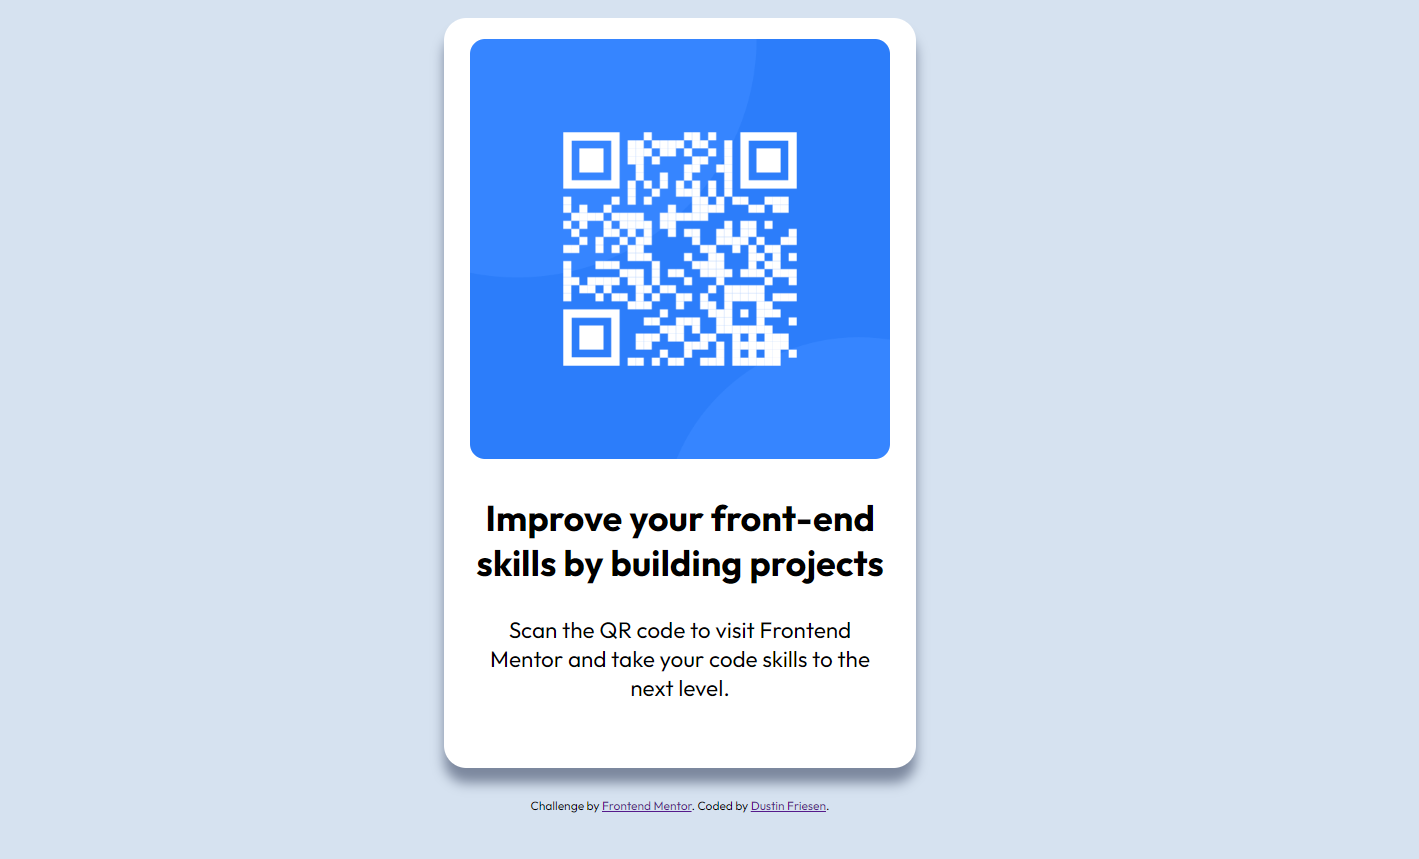 Improve your front-end
skills by building projects
Scan the QR code to visit Frontend
Mentor and take your code skills to the
next level.
Challenge by Frontend Mentor. Coded by Dustin Friesen.